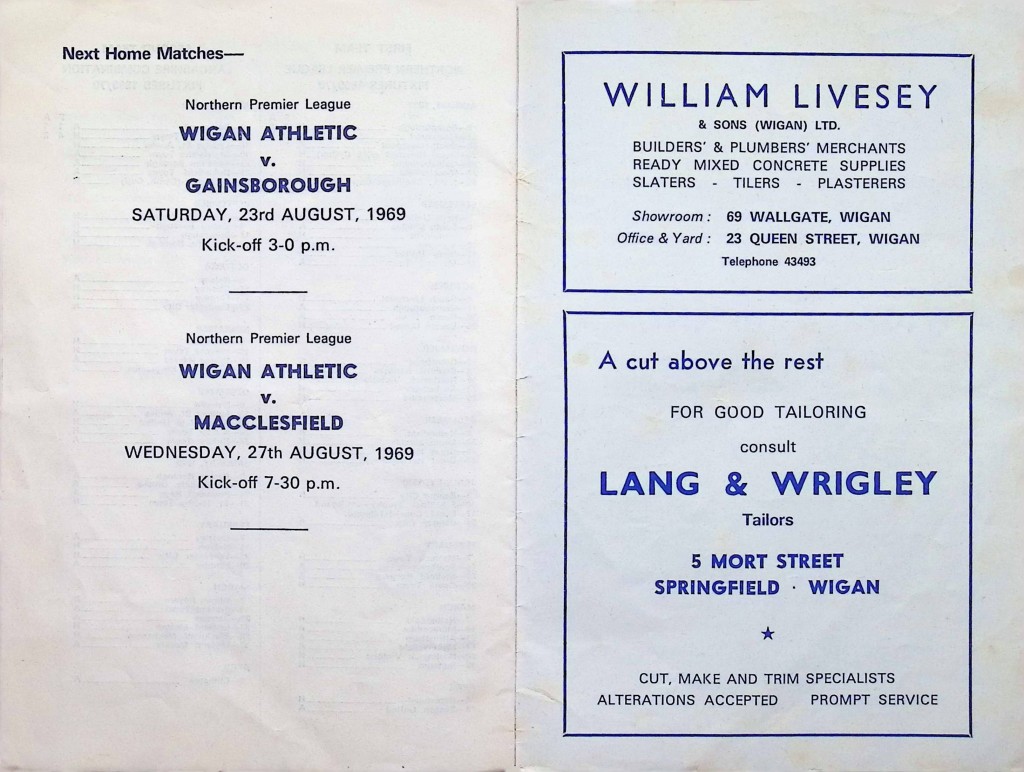 Next Home Matches—
Northern Premier League
WIGAN ATHLETIC
v.
GAINSBOROUGH
SATURDAY, 23rd AUGUST, 1969
Kick-off 3-0 p.m.
Northern Premier League
WIGAN ATHLETIC
v.
MACCLESFIELD
WEDNESDAY, 27th AUGUST, 1969
Kick-off 7-30 p.m.
WILLIAM LIVESEY
& SONS (WIGAN) LTD.
BUILDERS' & PLUMBERS' MERCHANTS
READY MIXED CONCRETE SUPPLIES
SLATERS - TILERS - PLASTERERS
Showroom : 69 WALLGATE, WIGAN
Office & Yard : 23 QUEEN STREET, WIGAN
Telephone 43493
A cut above the rest
FOR GOOD TAILORING
consult
LANG & WRIGLEY
Tailors
5 MORT STREET
SPRINGFIELD · WIGAN
CUT, MAKE AND TRIM SPECIALISTS
ALTERATIONS ACCEPTED PROMPT SERVICE